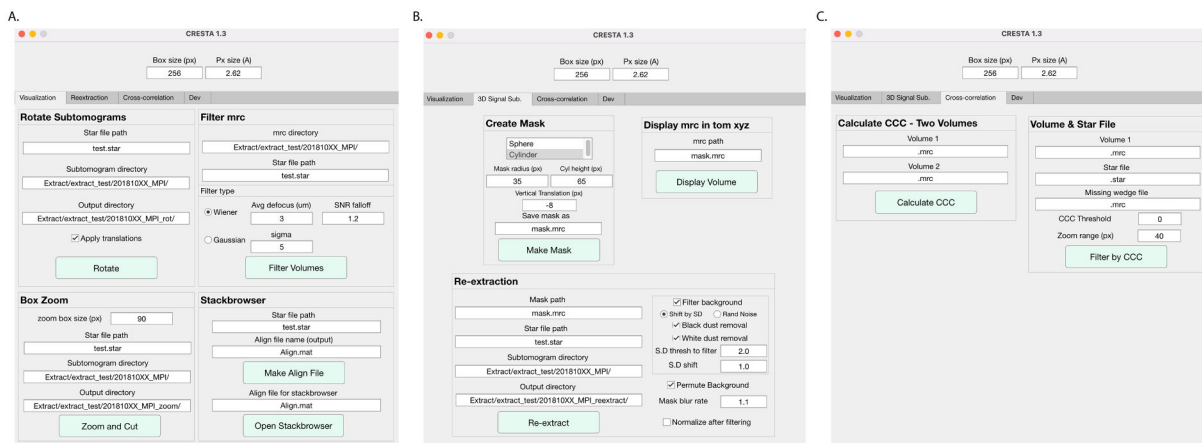 A.
CRESTA 1.3
Box size (px) Px size (A)
256 2.62
Visualization Reextraction Cross-correlation Dev
Rotate Subtomograms
Star file path
test.star
Subtomogram directory
Extract/extract_test/201810XX_MPI/
Output directory
Extract/extract_test/201810XX_MPI_rot/
Apply translations
Rotate
Filter mrc
mrc directory
Extract/extract_test/201810XX_MPI/
Star file path
test.star
Filter type
Wiener
Avg defocus (um) SNR falloff
3 1.2
Gaussian
sigma
5
Filter Volumes
Box Zoom
zoom box size (px) 90
Star file path
test.star
Subtomogram directory
Extract/extract_test/201810XX_MPI/
Output directory
Extract/extract_test/201810XX_MPI_zoom/
Zoom and Cut
Stackbrowser
Star file path
test.star
Align file name (output)
Align.mat
Make Align File
Align file for stackbrowser
Align.mat
Open Stackbrowser
B.
CRESTA 1.3
Box size (px) Px size (A)
256 2.62
Visualization 3D Signal Sub. Cross-correlation Dev
Create Mask
Sphere
Cylinder
Mask radius (px) Cyl height (px)
35 65
Vertical Translation (px)
-8
Save mask as
mask.mrc
Make Mask
Display mrc in tom xyz
mrc path
mask.mrc
Display Volume
Re-extraction
Mask path
mask.mrc
Star file path
test.star
Subtomogram directory
Extract/extract_test/201810XX_MPI/
Output directory
Extract/extract_test/201810XX_MPI_reextract/
Re-extract
Filter background
Shift by SD Rand Noise
Black dust removal
White dust removal
S.D thresh to filter 2.0
S.D shift 1.0
Permute Background
Mask blur rate 1.1
Normalize after filtering
C.
CRESTA 1.3
Box size (px) Px size (A)
256 2.62
Visualization 3D Signal Sub. Cross-correlation Dev
Calculate CCC - Two Volumes
Volume 1
.mrc
Volume 2
.mrc
Calculate CCC
Volume & Star File
Volume 1
.mrc
Star file
.star
Missing wedge file
.mrc
CCC Threshold 0
Zoom range (px) 40
Filter by CCC